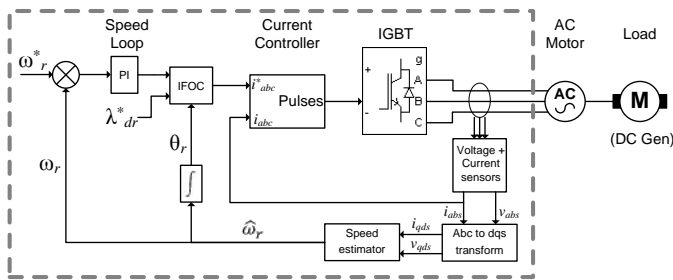 Speed
Loop
Current
Controller
IGBT
AC
Motor
Load
ω*r
PI
IFOC
i*abc
Pulses
iabc
+
-
g
A
B
C
AC
M
(DC Gen)
λ*dr
θr
ωr
∫
Voltage +
Current
sensors
iabs
vabs
ω̂r
Speed
estimator
iqds
vqds
Abc to dqs
transform